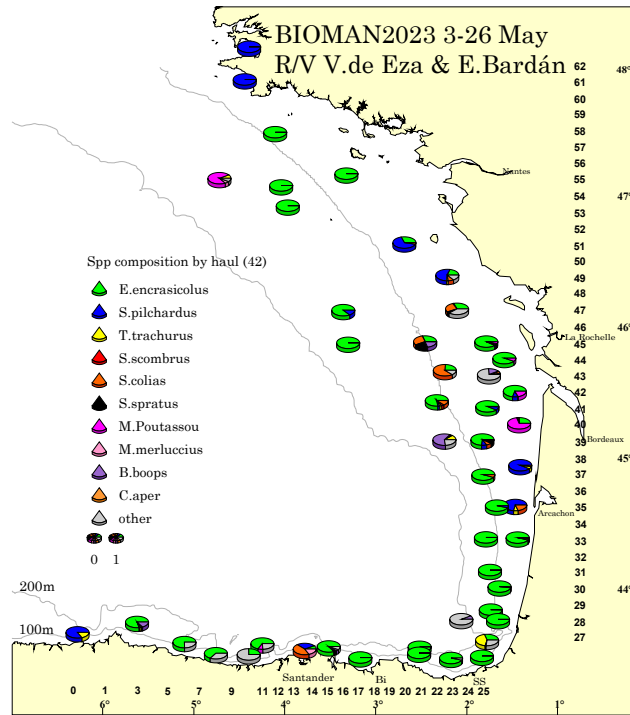 BIOMAN2023 3-26 May
R/V V.de Eza & E.Bardán
62
48°
61
60
59
58
57
56
Nantes
55
54
47°
53
52
51
50
Spp composition by haul (42)
49
E.encrasicolus
48
S.pilchardus
47
T.trachurus
46
La Rochelle
S.scombrus
45
46°
S.colias
44
S.spratus
43
M.Poutassou
42
M.merluccius
41
B.boops
40
C.aper
39
Bordeaux
other
38
37
45°
36
35
Arcachon
34
0 1
33
32
31
200m
30
44°
29
28
100m
27
Santander Bi SS
0 1 3 5 7 9 11 12 13 14 15 16 17 18 19 20 21 22 23 24 25
6° 5° 4° 3° 2° 1° 0°